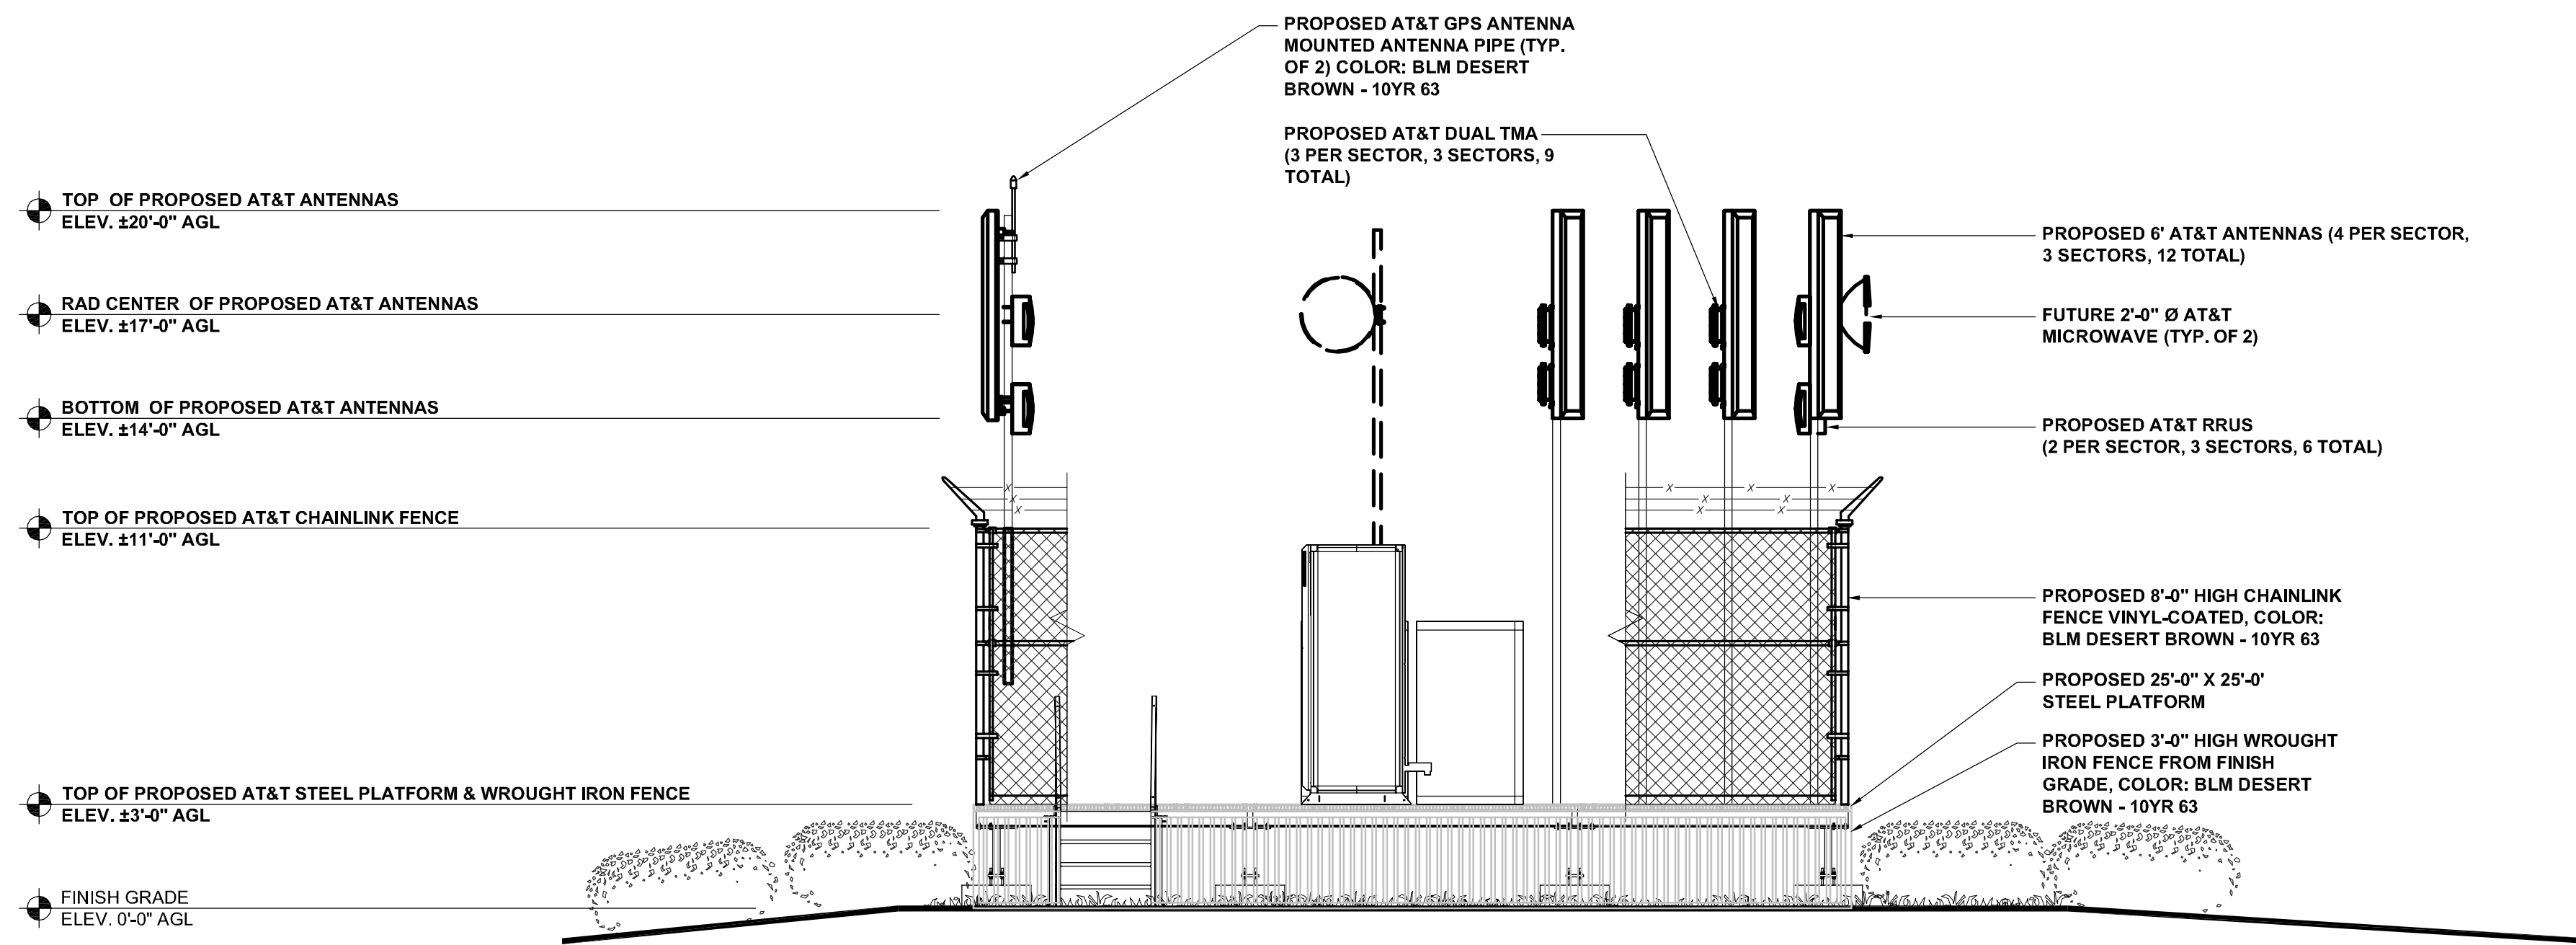 PROPOSED AT&T GPS ANTENNA
MOUNTED ANTENNA PIPE (TYP.
OF 2) COLOR: BLM DESERT
BROWN - 10YR 63
PROPOSED AT&T DUAL TMA
(3 PER SECTOR, 3 SECTORS, 9
TOTAL)
TOP OF PROPOSED AT&T ANTENNAS
ELEV. ±20'-0" AGL
RAD CENTER OF PROPOSED AT&T ANTENNAS
ELEV. ±17'-0" AGL
BOTTOM OF PROPOSED AT&T ANTENNAS
ELEV. ±14'-0" AGL
TOP OF PROPOSED AT&T CHAINLINK FENCE
ELEV. ±11'-0" AGL
TOP OF PROPOSED AT&T STEEL PLATFORM & WROUGHT IRON FENCE
ELEV. ±3'-0" AGL
FINISH GRADE
ELEV. 0'-0" AGL
X
X
X
X X X
X X
X X
PROPOSED 6' AT&T ANTENNAS (4 PER SECTOR,
3 SECTORS, 12 TOTAL)
FUTURE 2'-0" Ø AT&T
MICROWAVE (TYP. OF 2)
PROPOSED AT&T RRUS
(2 PER SECTOR, 3 SECTORS, 6 TOTAL)
PROPOSED 8'-0" HIGH CHAINLINK
FENCE VINYL-COATED, COLOR:
BLM DESERT BROWN - 10YR 63
PROPOSED 25'-0" X 25'-0'
STEEL PLATFORM
PROPOSED 3'-0" HIGH WROUGHT
IRON FENCE FROM FINISH
GRADE, COLOR: BLM DESERT
BROWN - 10YR 63